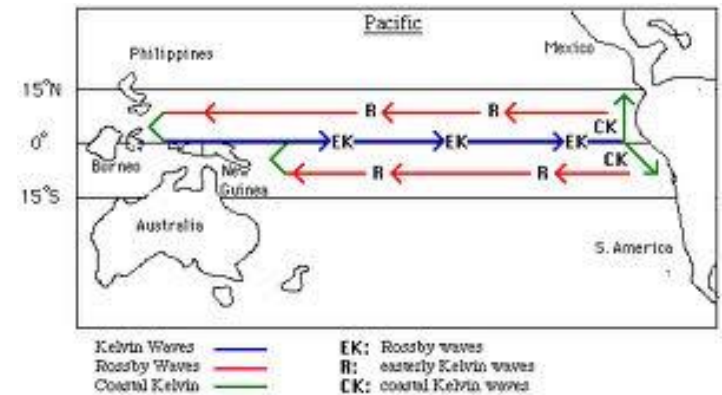 Pacific
Philippines
Mexico
15°N
R
R
CK
0°
EK
EK
EK
CK
Borneo
New
Guinea
R
R
15°S
Australia
S. America
Kelvin Waves
EK: Rossby waves
Rossby Waves
R: easterly Kelvin waves
Coastal Kelvin
CK: coastal Kelvin waves